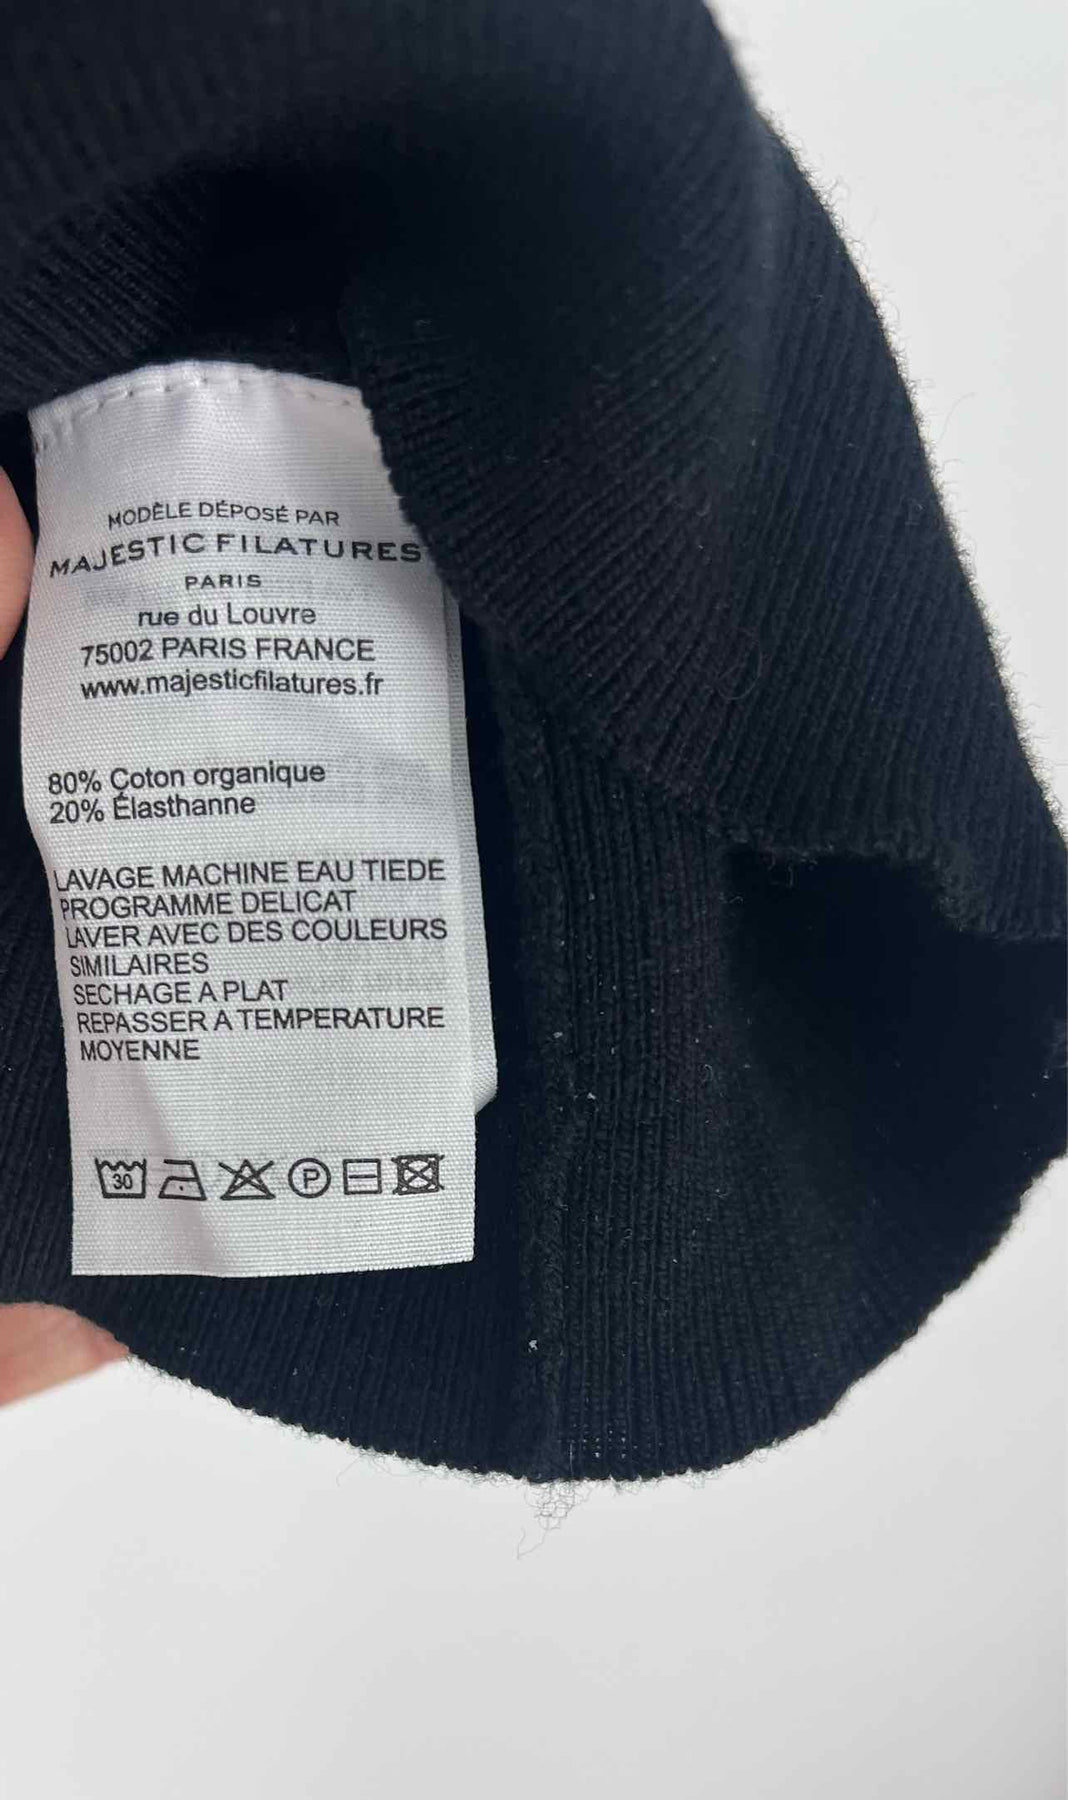 MODÈLE DÉPOSÉ PAR
MAJESTIC FILATURES
PARIS
rue du Louvre
75002 PARIS FRANCE
www.majesticfilatures.fr
80% Coton organique
20% Élasthanne
LAVAGE MACHINE EAU TIEDE
PROGRAMME DELICAT
LAVER AVEC DES COULEURS
SIMILAIRES
SECHAGE A PLAT
REPASSER A TEMPERATURE
MOYENNE
30 P